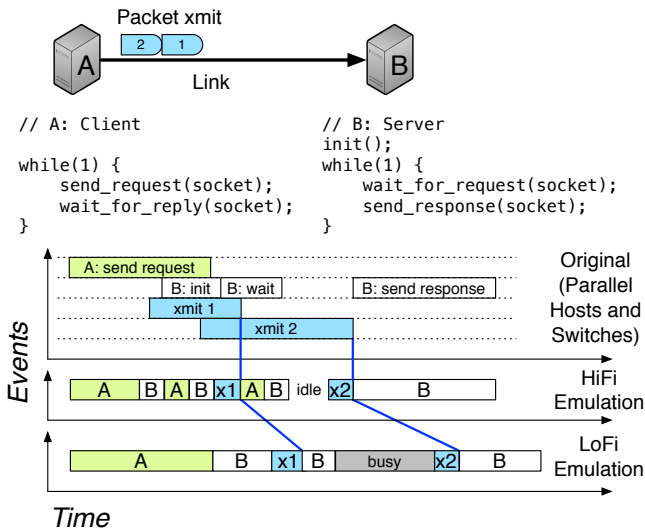 Packet xmit
2 1
A B
Link
// A: Client
while(1) {
send_request(socket);
wait_for_reply(socket);
}
// B: Server
init();
while(1) {
wait_for_request(socket);
send_response(socket);
}
Events
A: send request
B: init B: wait B: send response
xmit 1
xmit 2
Original
(Parallel
Hosts and
Switches)
A B A B x1 A B idle x2 B
HiFi
Emulation
A B x1 B busy x2 B
LoFi
Emulation
Time